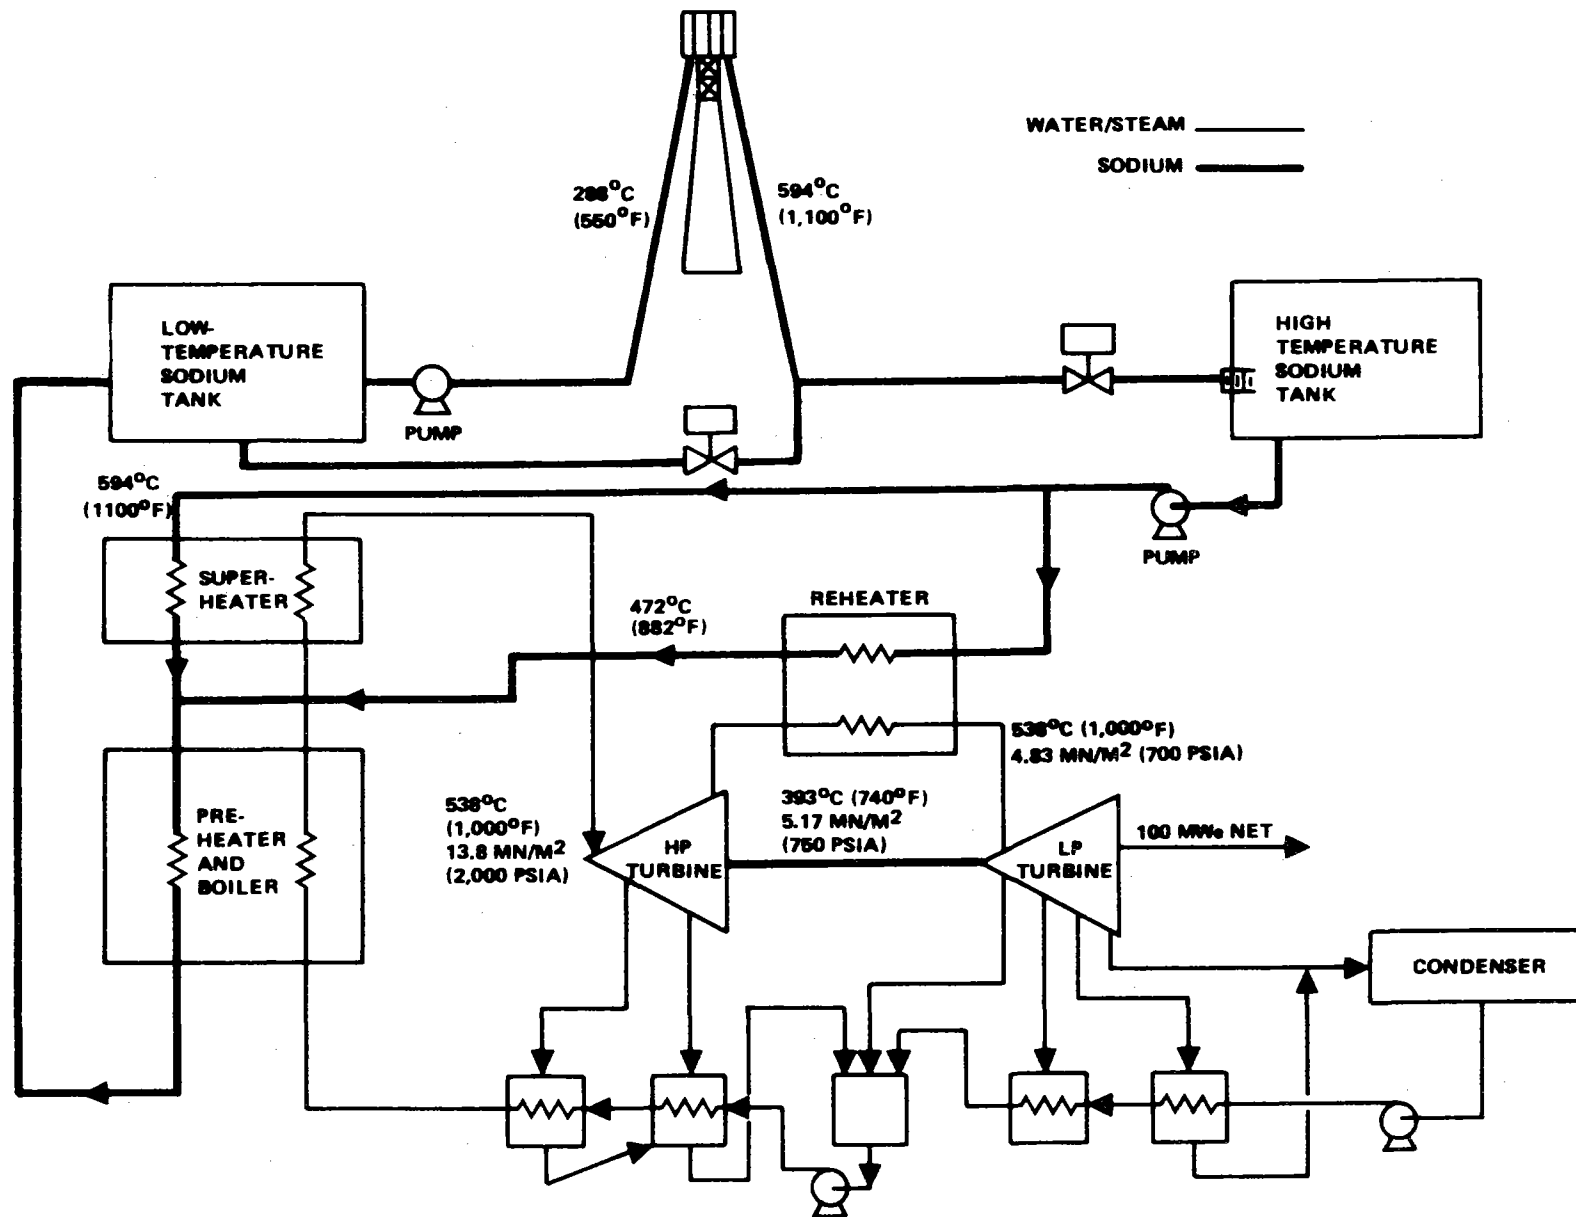 WATER/STEAM
SODIUM
288°C
(550°F)
594°C
(1,100°F)
LOW-
TEMPERATURE
SODIUM
TANK
PUMP
HIGH
TEMPERATURE
SODIUM
TANK
594°C
(1100°F)
PUMP
SUPER-
HEATER
REHEATER
472°C
(882°F)
538°C (1,000°F)
4.83 MN/M² (700 PSIA)
PRE-
HEATER
AND
BOILER
538°C
(1,000°F)
13.8 MN/M²
(2,000 PSIA)
HP
TURBINE
393°C (740°F)
5.17 MN/M²
(750 PSIA)
LP
TURBINE
100 MWe NET
CONDENSER